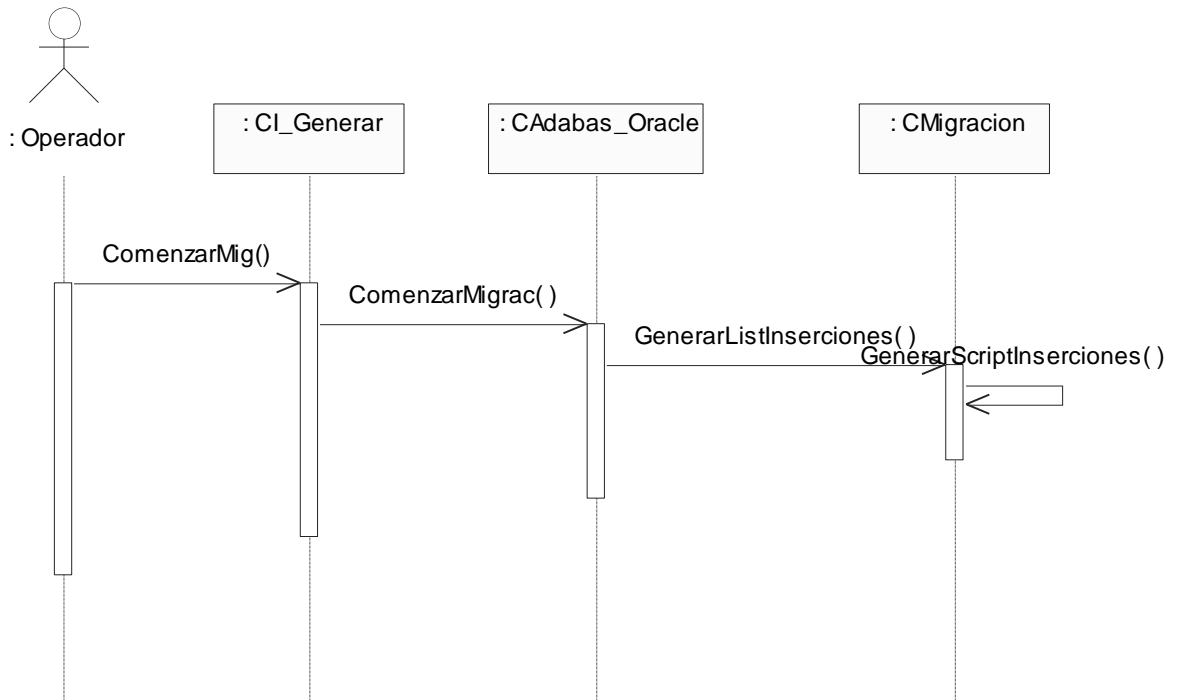 : Operador
: CI_Generar
: CAdabas_Oracle
: CMigracion
ComenzarMig()
ComenzarMigrac( )
GenerarListInserciones( )
GenerarScriptInserciones( )